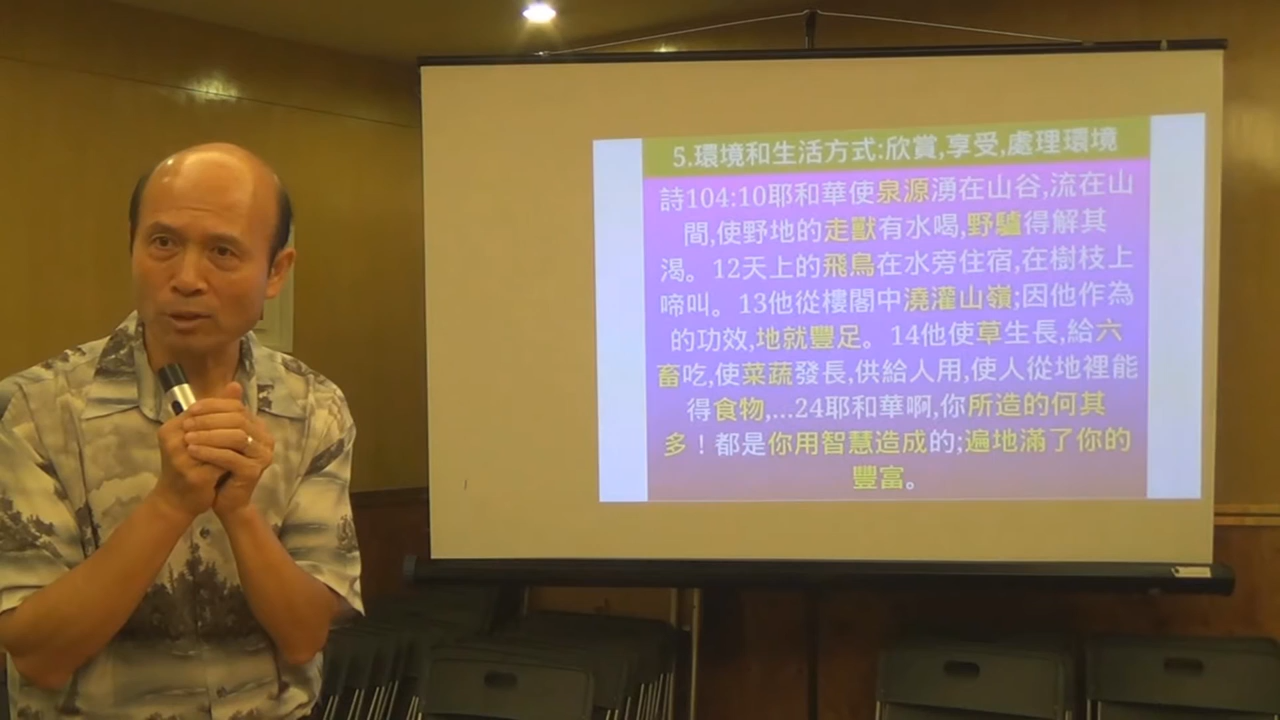 5.環境和生活方式:欣賞,享受,處理環境
詩104:10耶和華使泉源湧在山谷,流在山
間,使野地的走獸有水喝,野驢得解其
渴。12天上的飛鳥在水旁住宿,在樹枝上
啼叫。13他從樓閣中澆灌山嶺;因他作為
的功效,地就豐足。14他使草生長,給六
畜吃,使菜蔬發長,供給人用,使人從地裡能
得食物,...24耶和華啊,你所造的何其
多！都是你用智慧造成的;遍地滿了你的
豐富。